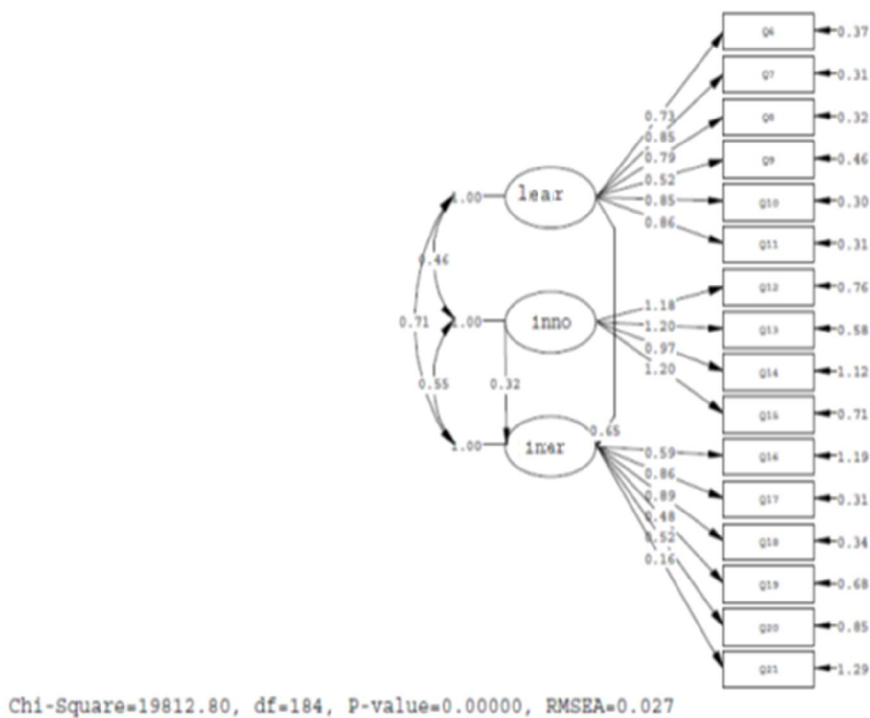 Q6 0.37
Q7 0.31
0.73 Q8 0.32
0.85
0.79 Q9 0.46
0.52
1.00 lear 0.85 Q10 0.30
0.86
Q11 0.31
0.46
Q12 0.76
1.18
0.71 1.00 inno 1.20 Q13 0.58
0.97
1.20 Q14 1.12
0.55 0.32
Q15 0.71
0.65
1.00 0.59 Q16 1.19
0.86
0.89 Q17 0.31
0.48
0.52 Q18 0.34
0.16
Q19 0.68
Q20 0.85
Q21 1.29
Chi-Square=19812.80, df=184, P-value=0.00000, RMSEA=0.027